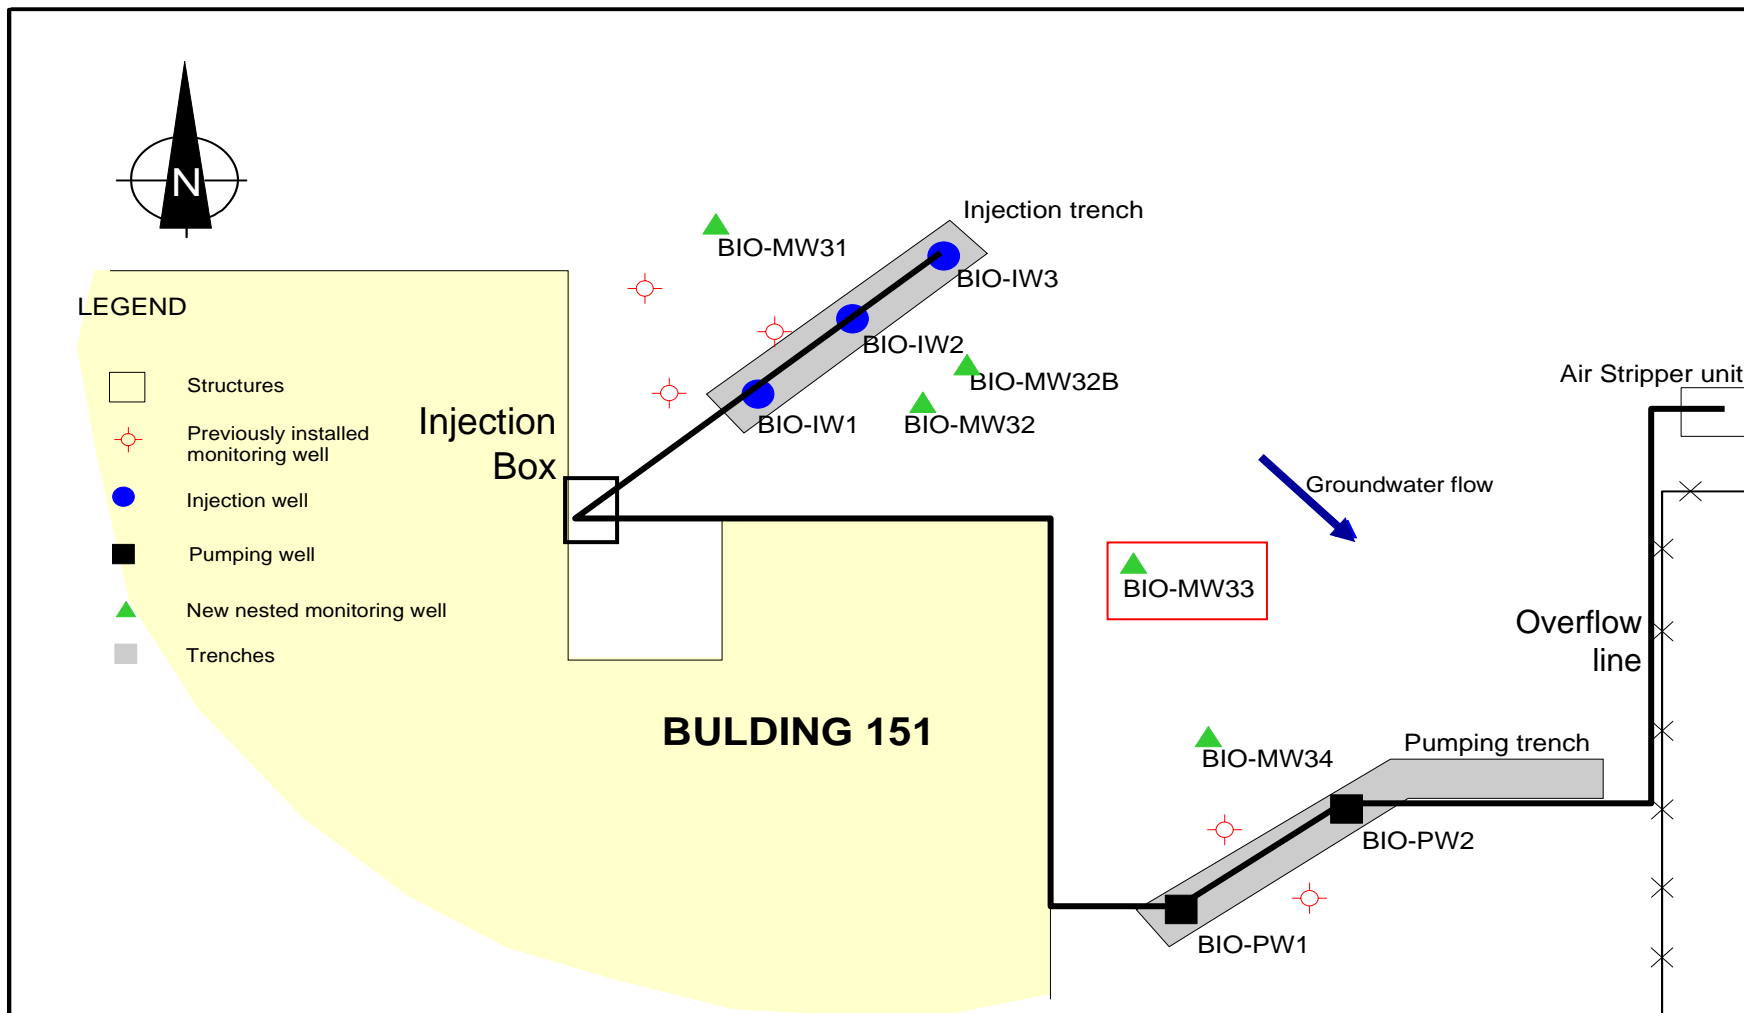 N
Injection trench
BIO-MW31
BIO-IW3
LEGEND
BIO-IW2
Air Stripper unit
BIO-MW32B
Structures
BIO-IW1
BIO-MW32
Injection
Box
Previously installed
monitoring well
Groundwater flow
Injection well
Pumping well
BIO-MW33
New nested monitoring well
Overflow
line
Trenches
BULDING 151
Pumping trench
BIO-MW34
BIO-PW2
BIO-PW1